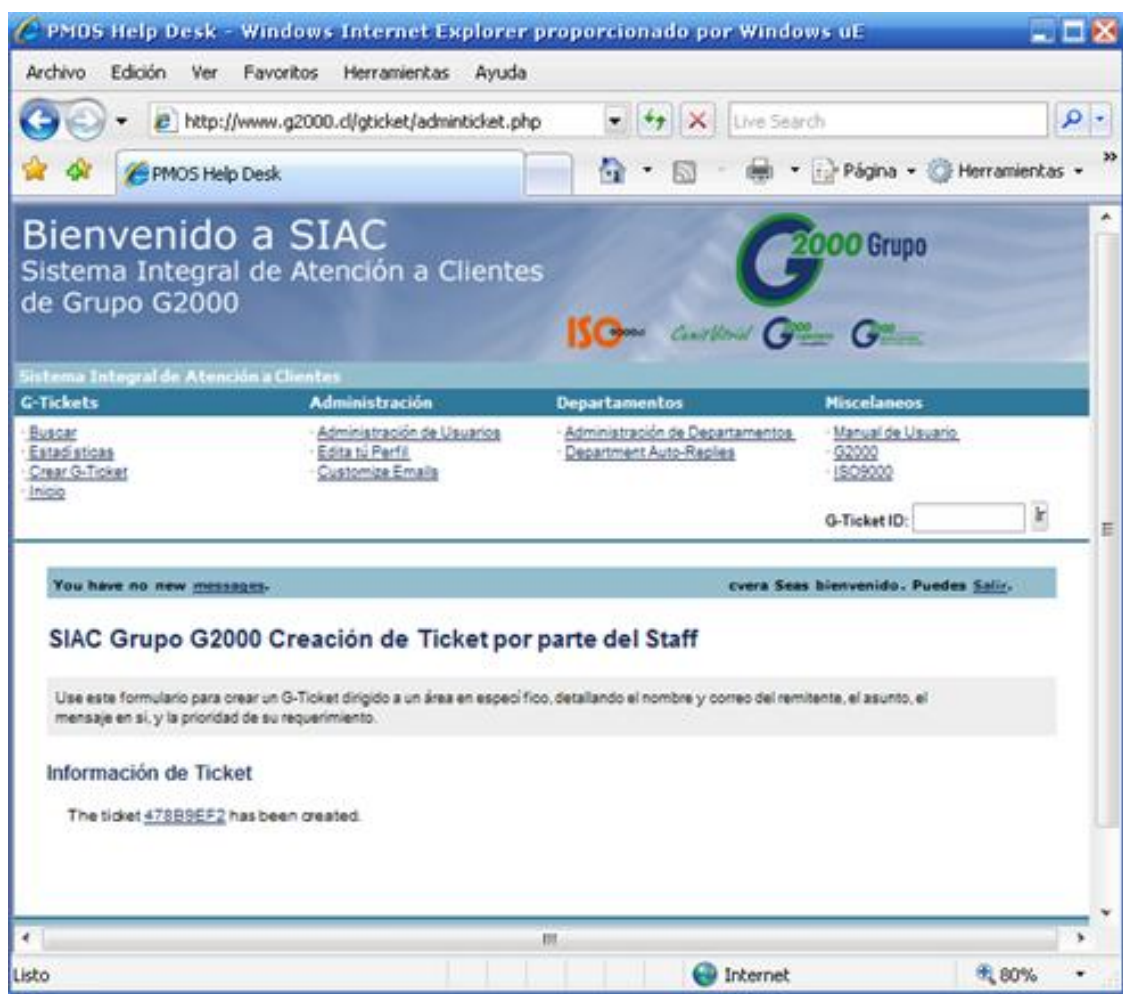 PMOS Help Desk - Windows Internet Explorer proporcionado por Windows uE
Archivo Edición Ver Favoritos Herramientas Ayuda
http://www.g2000.cl/gticket/adminticket.php Live Search
PMOS Help Desk Página Herramientas
Bienvenido a SIAC
Sistema Integral de Atención a Clientes
de Grupo G2000
G2000 Grupo
ISO
Sistema Integral de Atención a Clientes
G-Tickets Administración Departamentos Miscelaneos
Buscar Administración de Usuarios Administración de Departamentos Manual de Usuario
Estadísticas Edita tú Perfil Department Auto-Replies G2000
Crear G-Ticket Customize Emails ISO9000
Inicio
G-Ticket ID: Ir
You have no new messages. cvera Seas bienvenido. Puedes Salir.
SIAC Grupo G2000 Creación de Ticket por parte del Staff
Use este formulario para crear un G-Ticket dirigido a un área en específico, detallando el nombre y correo del remitente, el asunto, el
mensaje en si, y la prioridad de su requerimiento.
Información de Ticket
The ticket 478B9EF2 has been created.
Listo Internet 80%